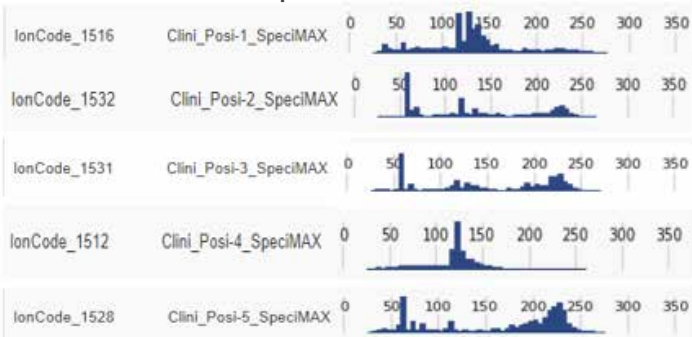 IonCode_1516 Clini_Posi-1_SpeciMAX 0 50 100 150 200 250 300 350
IonCode_1532 Clini_Posi-2_SpeciMAX 0 50 100 150 200 250 300 350
IonCode_1531 Clini_Posi-3_SpeciMAX 0 50 100 150 200 250 300 350
IonCode_1512 Clini_Posi-4_SpeciMAX 0 50 100 150 200 250 300 350
IonCode_1528 Clini_Posi-5_SpeciMAX 0 50 100 150 200 250 300 350